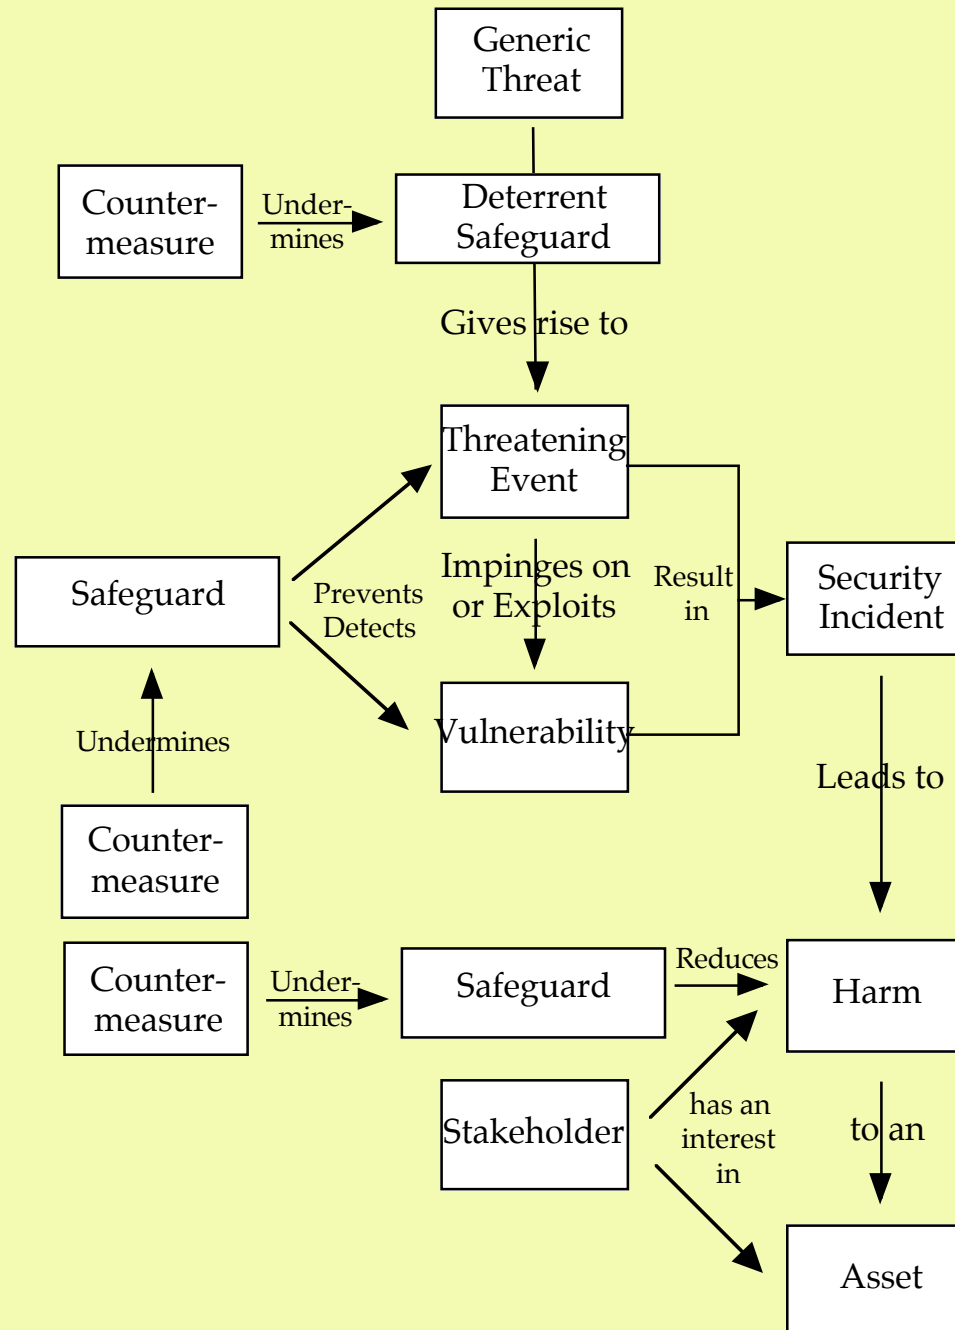 Generic
Threat
Counter-
measure
Under-
mines
Deterrent
Safeguard
Gives rise to
Threatening
Event
Safeguard
Prevents
Detects
Impinges on
or Exploits
Result
in
Security
Incident
Vulnerability
Undermines
Leads to
Counter-
measure
Counter-
measure
Under-
mines
Safeguard
Reduces
Harm
Stakeholder
has an
interest
in
to an
Asset